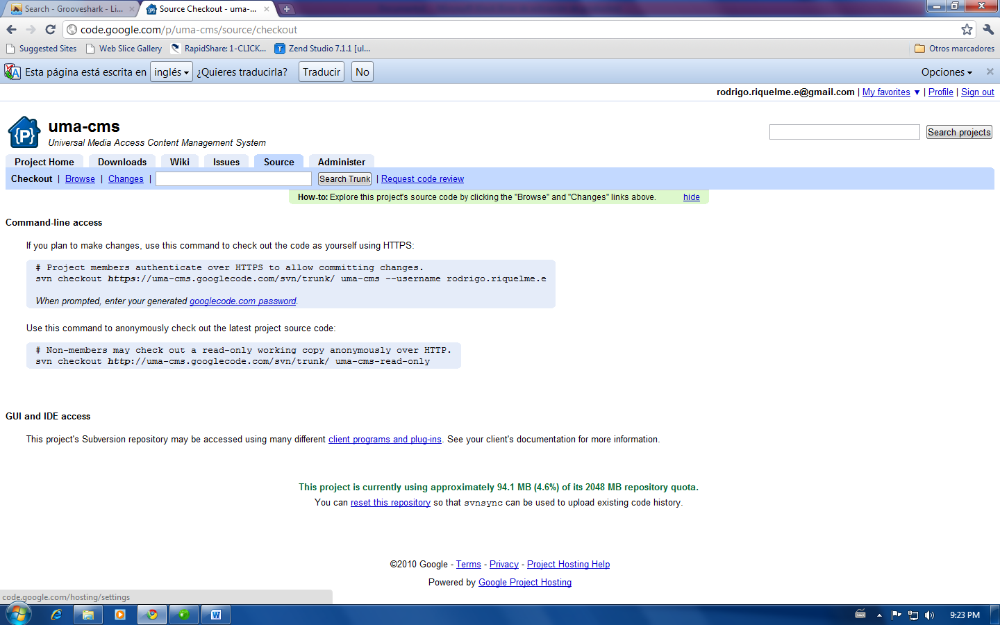 Search - Grooveshark - Li...
Source Checkout - uma-...
code.google.com/p/uma-cms/source/checkout
Suggested Sites
Web Slice Gallery
RapidShare: 1-CLICK...
Zend Studio 7.1.1 [ul...
Otros marcadores
Esta página está escrita en inglés ¿Quieres traducirla? Traducir No Opciones
rodrigo.riquelme.e@gmail.com | My favorites ▼ | Profile | Sign out
{P}
uma-cms
Universal Media Access Content Management System
Search projects
Project Home Downloads Wiki Issues Source Administer
Checkout | Browse | Changes | Search Trunk | Request code review
How-to: Explore this project's source code by clicking the "Browse" and "Changes" links above. hide
Command-line access
If you plan to make changes, use this command to check out the code as yourself using HTTPS:
# Project members authenticate over HTTPS to allow committing changes.
svn checkout https://uma-cms.googlecode.com/svn/trunk/ uma-cms --username rodrigo.riquelme.e
When prompted, enter your generated googlecode.com password.
Use this command to anonymously check out the latest project source code:
# Non-members may check out a read-only working copy anonymously over HTTP.
svn checkout http://uma-cms.googlecode.com/svn/trunk/ uma-cms-read-only
GUI and IDE access
This project's Subversion repository may be accessed using many different client programs and plug-ins. See your client's documentation for more information.
This project is currently using approximately 94.1 MB (4.6%) of its 2048 MB repository quota.
You can reset this repository so that svnsync can be used to upload existing code history.
©2010 Google - Terms - Privacy - Project Hosting Help
Powered by Google Project Hosting
code.google.com/hosting/settings
9:23 PM